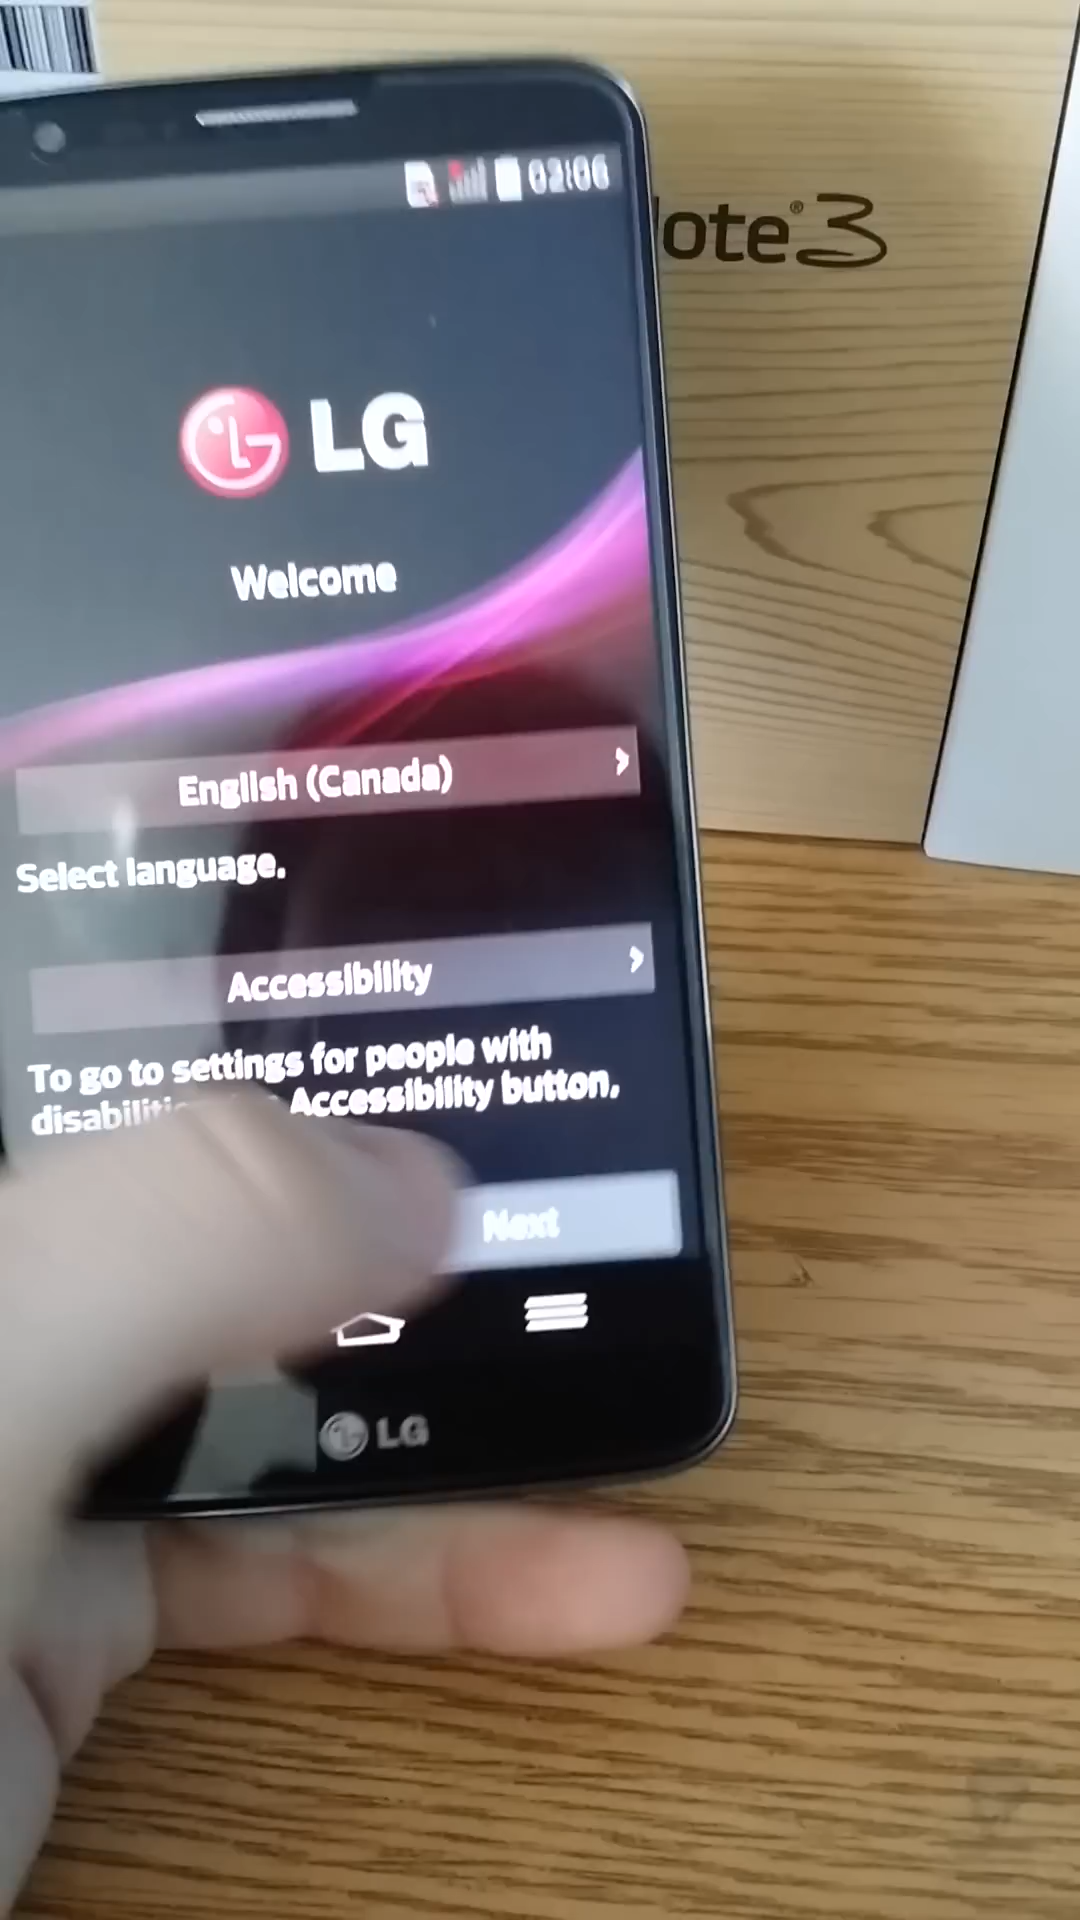 02:06
ote® 3
LG
Welcome
English (Canada)
Select language.
Accessibility
To go to settings for people with
Accessibility button.
Next
LG